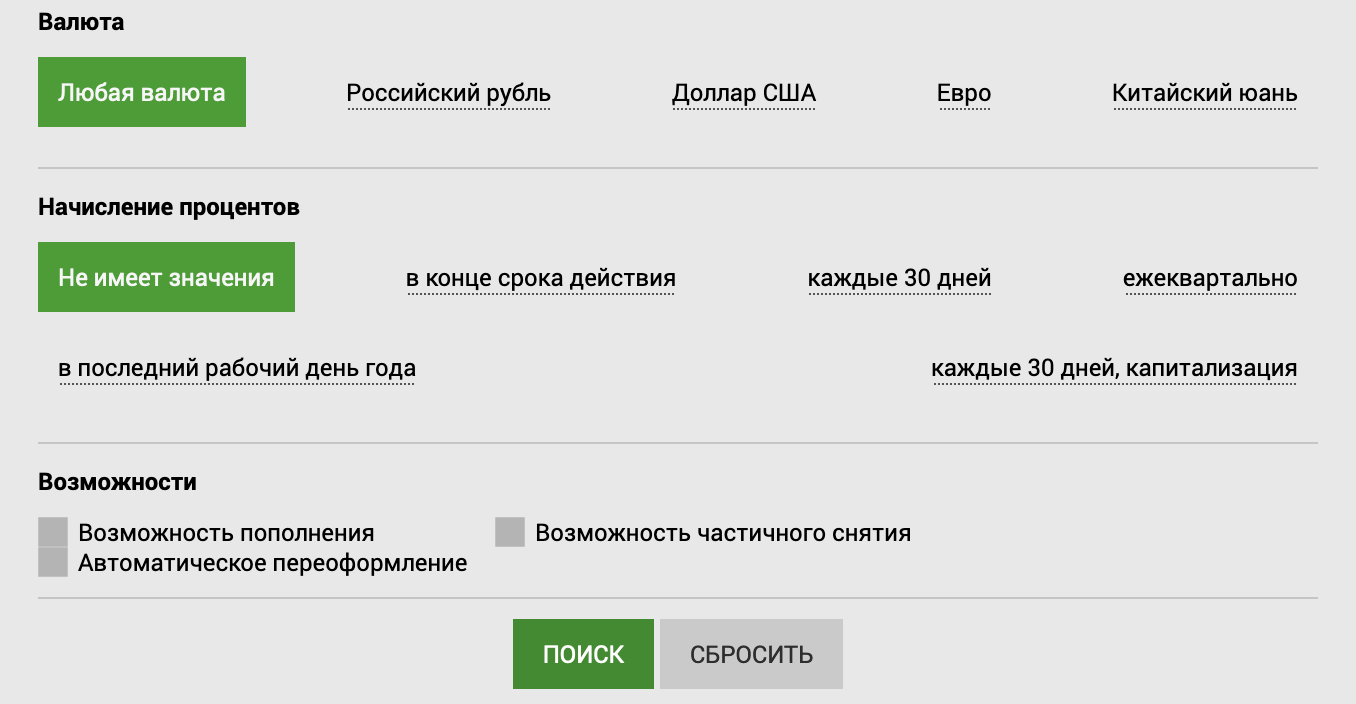 Валюта
Любая валюта Российский рубль Доллар США Евро Китайский юань
Начисление процентов
Не имеет значения в конце срока действия каждые 30 дней ежеквартально
в последний рабочий день года каждые 30 дней, капитализация
Возможности
Возможность пополнения Возможность частичного снятия
Автоматическое переоформление
ПОИСК СБРОСИТЬ